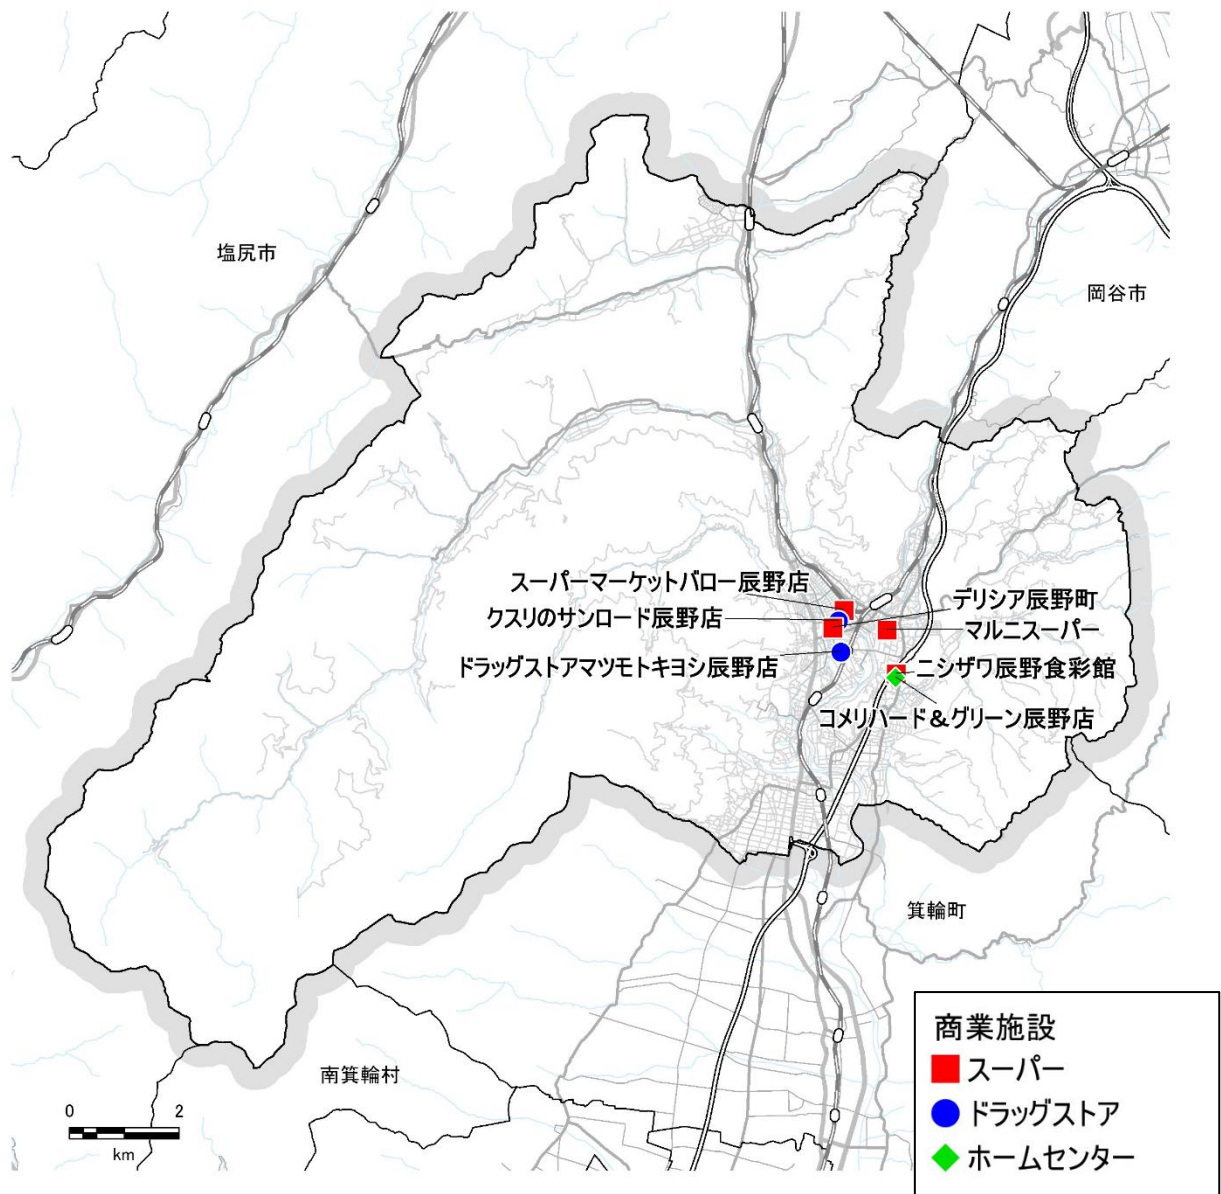 塩尻市
岡谷市
スーパーマーケットバロー辰野店
デリシア辰野町
クスリのサンロード辰野店
マルニスーパー
ドラッグストアマツモトキヨシ辰野店
ニシザワ辰野食彩館
コメリハード＆グリーン辰野店
箕輪町
南箕輪村
0 2
km
商業施設
スーパー
ドラッグストア
ホームセンター